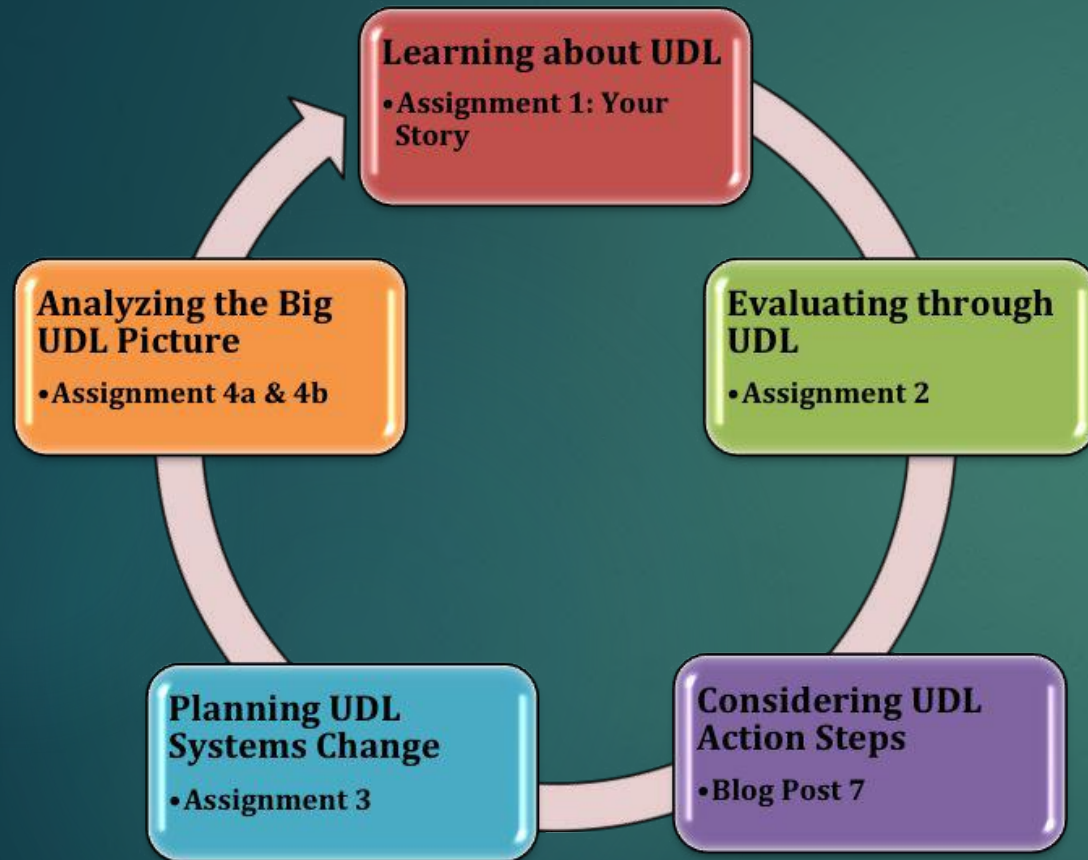 Learning about UDL
•Assignment 1: Your
Story
Evaluating through
UDL
•Assignment 2
Considering UDL
Action Steps
•Blog Post 7
Planning UDL
Systems Change
•Assignment 3
Analyzing the Big
UDL Picture
•Assignment 4a & 4b